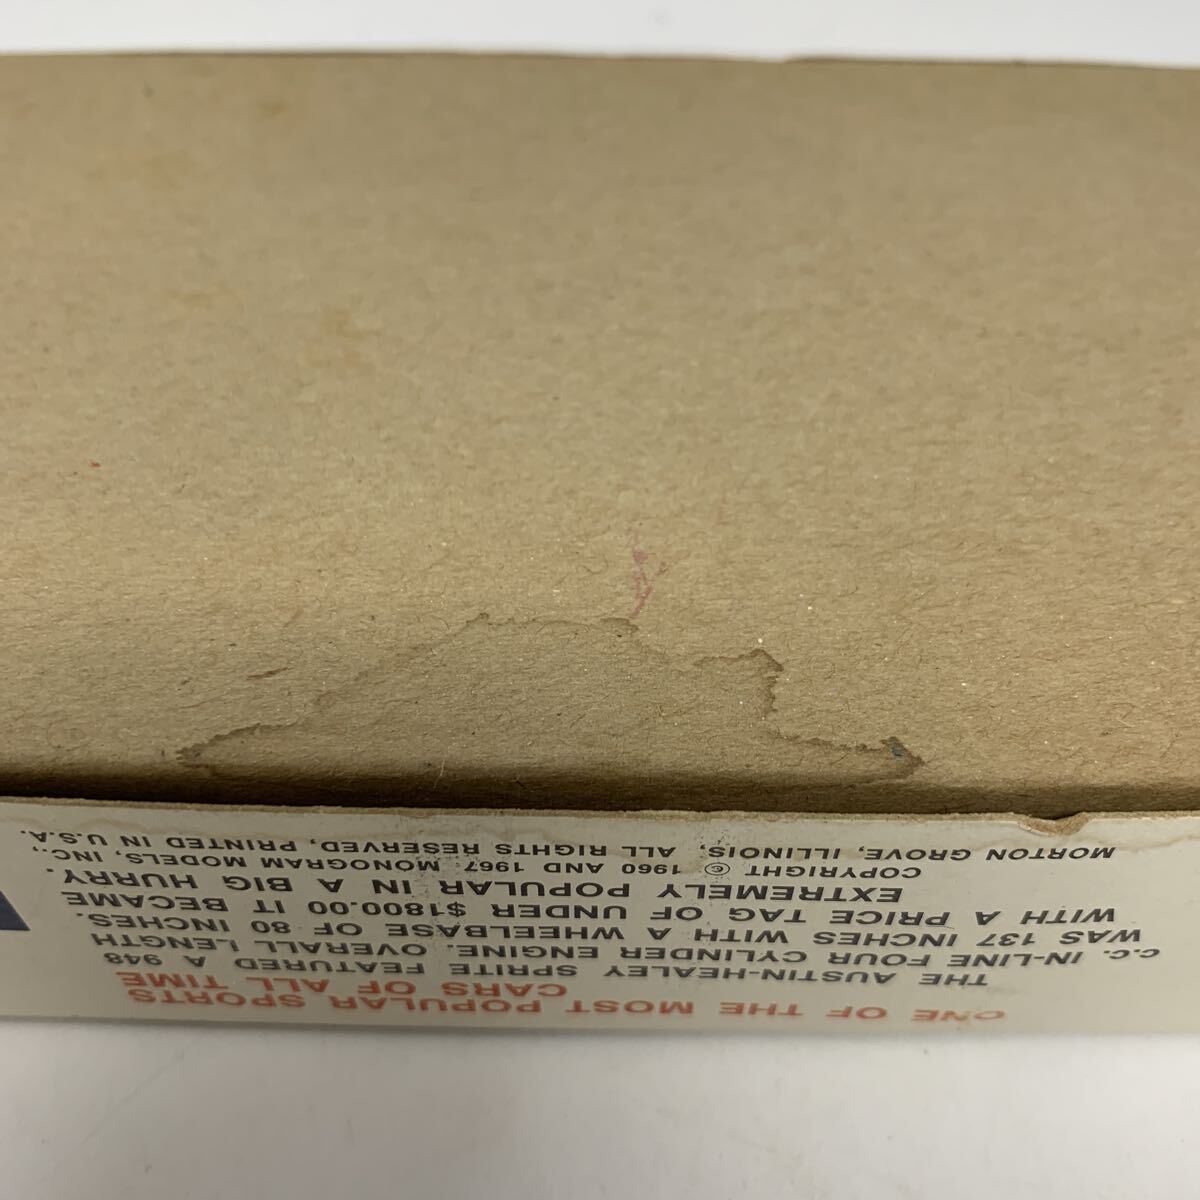 ONE OF THE MOST POPULAR SPORTS
CARS OF ALL TIME
THE AUSTIN-HEALEY SPRITE FEATURED A 948
C.C. IN-LINE FOUR CYLINDER ENGINE. OVERALL LENGTH
WAS 137 INCHES WITH A WHEELBASE OF 80 INCHES.
WITH A PRICE TAG OF UNDER $1800.00 IT BECAME
EXTREMELY POPULAR IN A BIG HURRY.
COPYRIGHT © 1960 AND 1967. MONOGRAM MODELS, INC.,
MORTON GROVE, ILLINOIS, ALL RIGHTS RESERVED, PRINTED IN U.S.A.